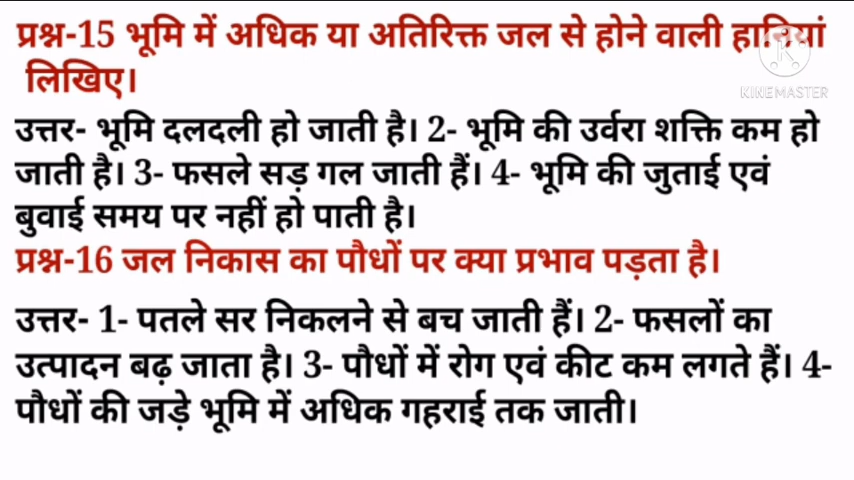 प्रश्न-15 भूमि में अधिक या अतिरिक्त जल से होने वाली हानियां
लिखिए।
KINEMASTER
उत्तर- भूमि दलदली हो जाती है। 2- भूमि की उर्वरा शक्ति कम हो
जाती है। 3- फसले सड़ गल जाती हैं। 4- भूमि की जुताई एवं
बुवाई समय पर नहीं हो पाती है।
प्रश्न-16 जल निकास का पौधों पर क्या प्रभाव पड़ता है।
उत्तर- 1- पतले सर निकलने से बच जाती हैं। 2- फसलों का
उत्पादन बढ़ जाता है। 3- पौधों में रोग एवं कीट कम लगते हैं। 4-
पौधों की जड़े भूमि में अधिक गहराई तक जाती।